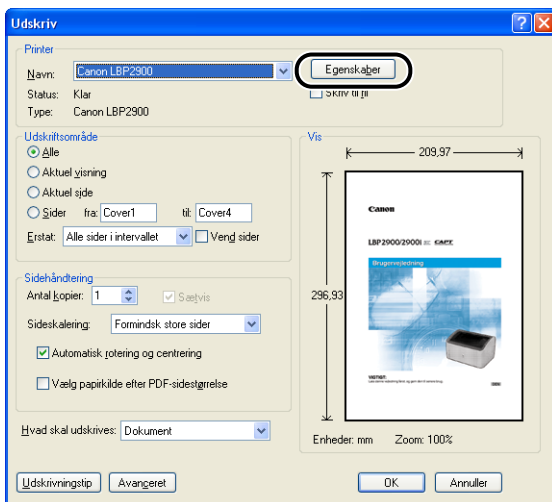 Udskriv
Printer
Navn: Canon LBP2900 Egenskaber
Status: Klar Skriv til fil
Type: Canon LBP2900
Udskriftsområde
Alle
Aktuel visning
Aktuel side
Sider fra: Cover1 til: Cover4
Erstat: Alle sider i intervallet Vend sider
Sidehåndtering
Antal kopier: 1 Sætvis
Sideskalering: Formindsk store sider
Automatisk rotering og centrering
Vælg papirkilde efter PDF-sidestørrelse
Hvad skal udskrives: Dokument
Vis
209,97
296,93
Canon
LBP2900/2900i CAPT
Brugervejledning
VIGTIGT:
Enheder: mm Zoom: 100%
Udskrivningstip Avanceret OK Annuller